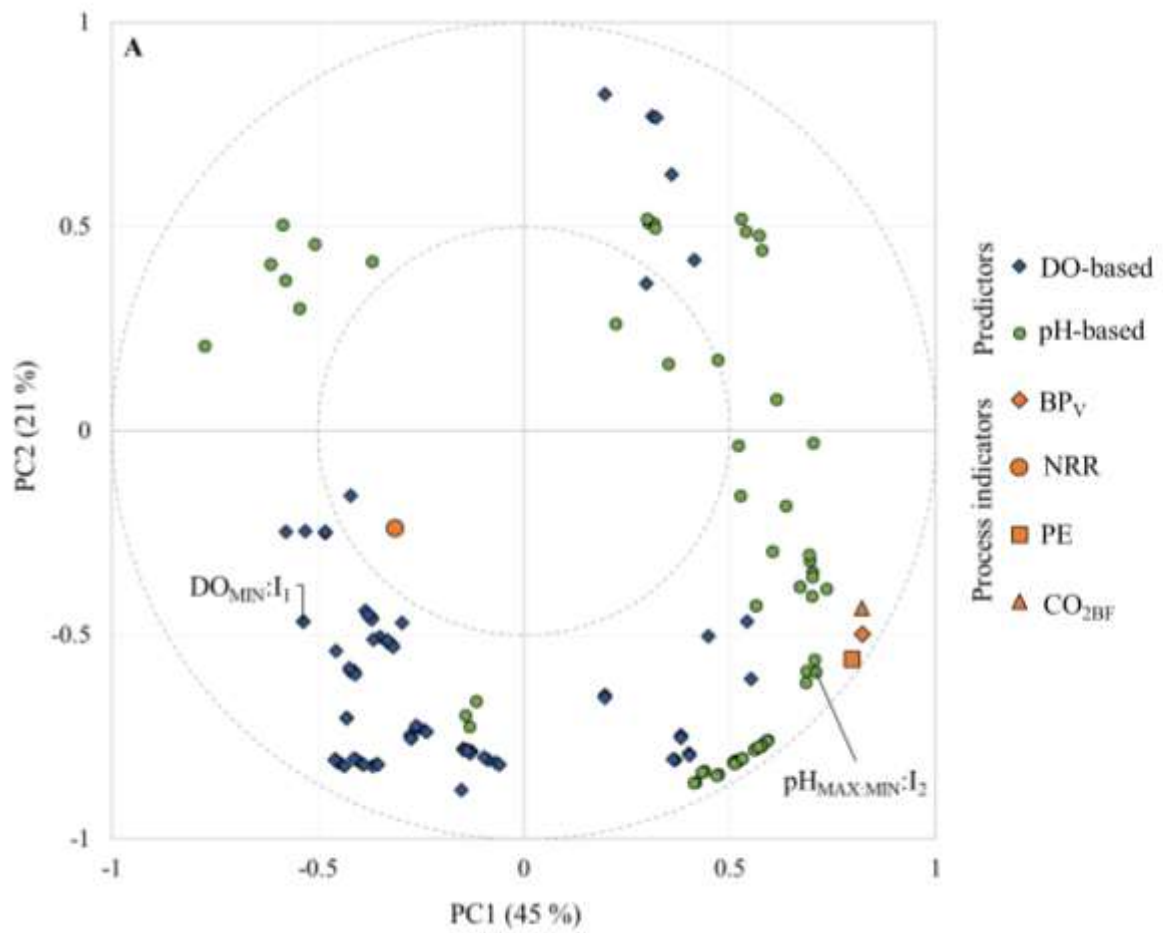 A
1
0.5
0
-0.5
-1
-1
-0.5
0
0.5
1
PC2 (21 %)
PC1 (45 %)
DO_MIN:I_1
pH_MAX:MIN:I_2
Predictors
DO-based
pH-based
Process indicators
BP_V
NRR
PE
CO_2BF